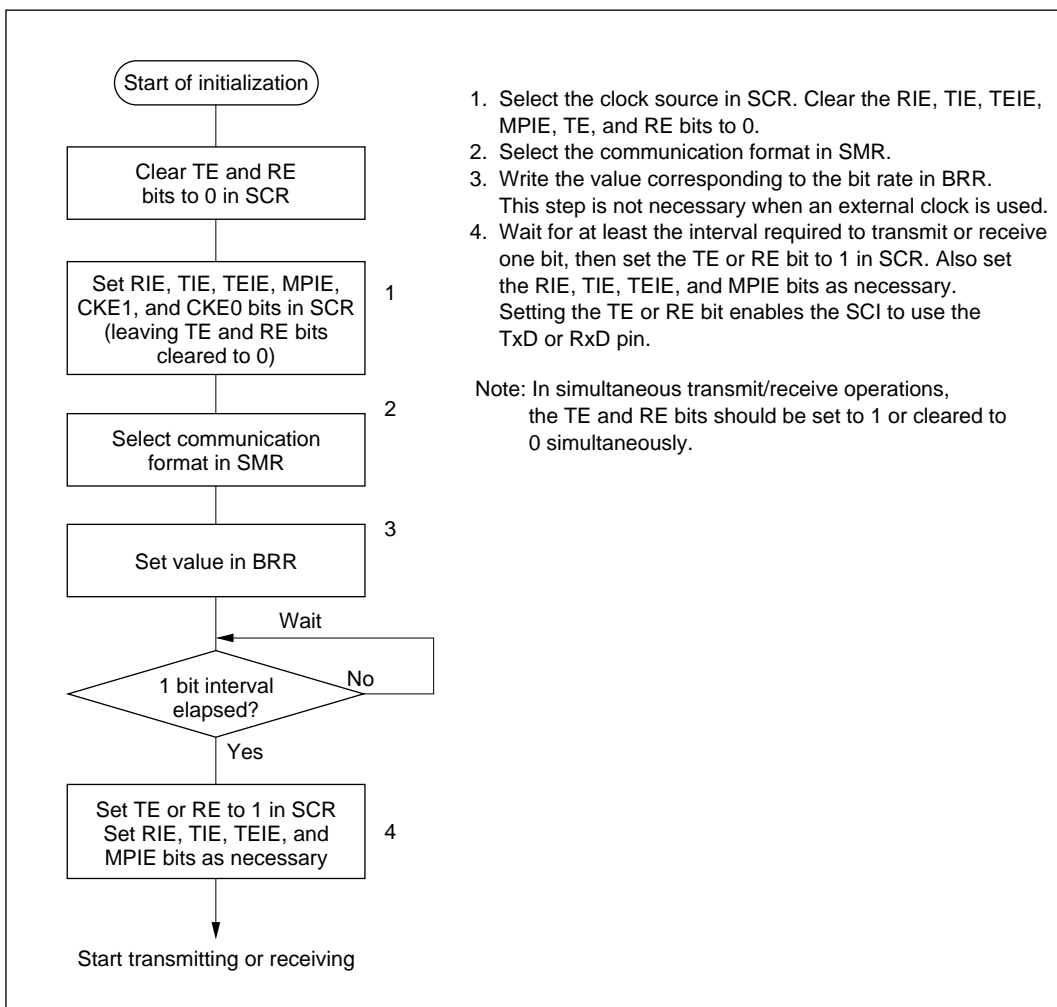 Start of initialization
Clear TE and RE
bits to 0 in SCR
Set RIE, TIE, TEIE, MPIE,
CKE1, and CKE0 bits in SCR
(leaving TE and RE bits
cleared to 0)
1
Select communication
format in SMR
2
Set value in BRR
3
Wait
1 bit interval
elapsed?
No
Yes
Set TE or RE to 1 in SCR
Set RIE, TIE, TEIE, and
MPIE bits as necessary
4
Start transmitting or receiving
1. Select the clock source in SCR. Clear the RIE, TIE, TEIE,
MPIE, TE, and RE bits to 0.
2. Select the communication format in SMR.
3. Write the value corresponding to the bit rate in BRR.
This step is not necessary when an external clock is used.
4. Wait for at least the interval required to transmit or receive
one bit, then set the TE or RE bit to 1 in SCR. Also set
the RIE, TIE, TEIE, and MPIE bits as necessary.
Setting the TE or RE bit enables the SCI to use the
TxD or RxD pin.
Note: In simultaneous transmit/receive operations,
the TE and RE bits should be set to 1 or cleared to
0 simultaneously.